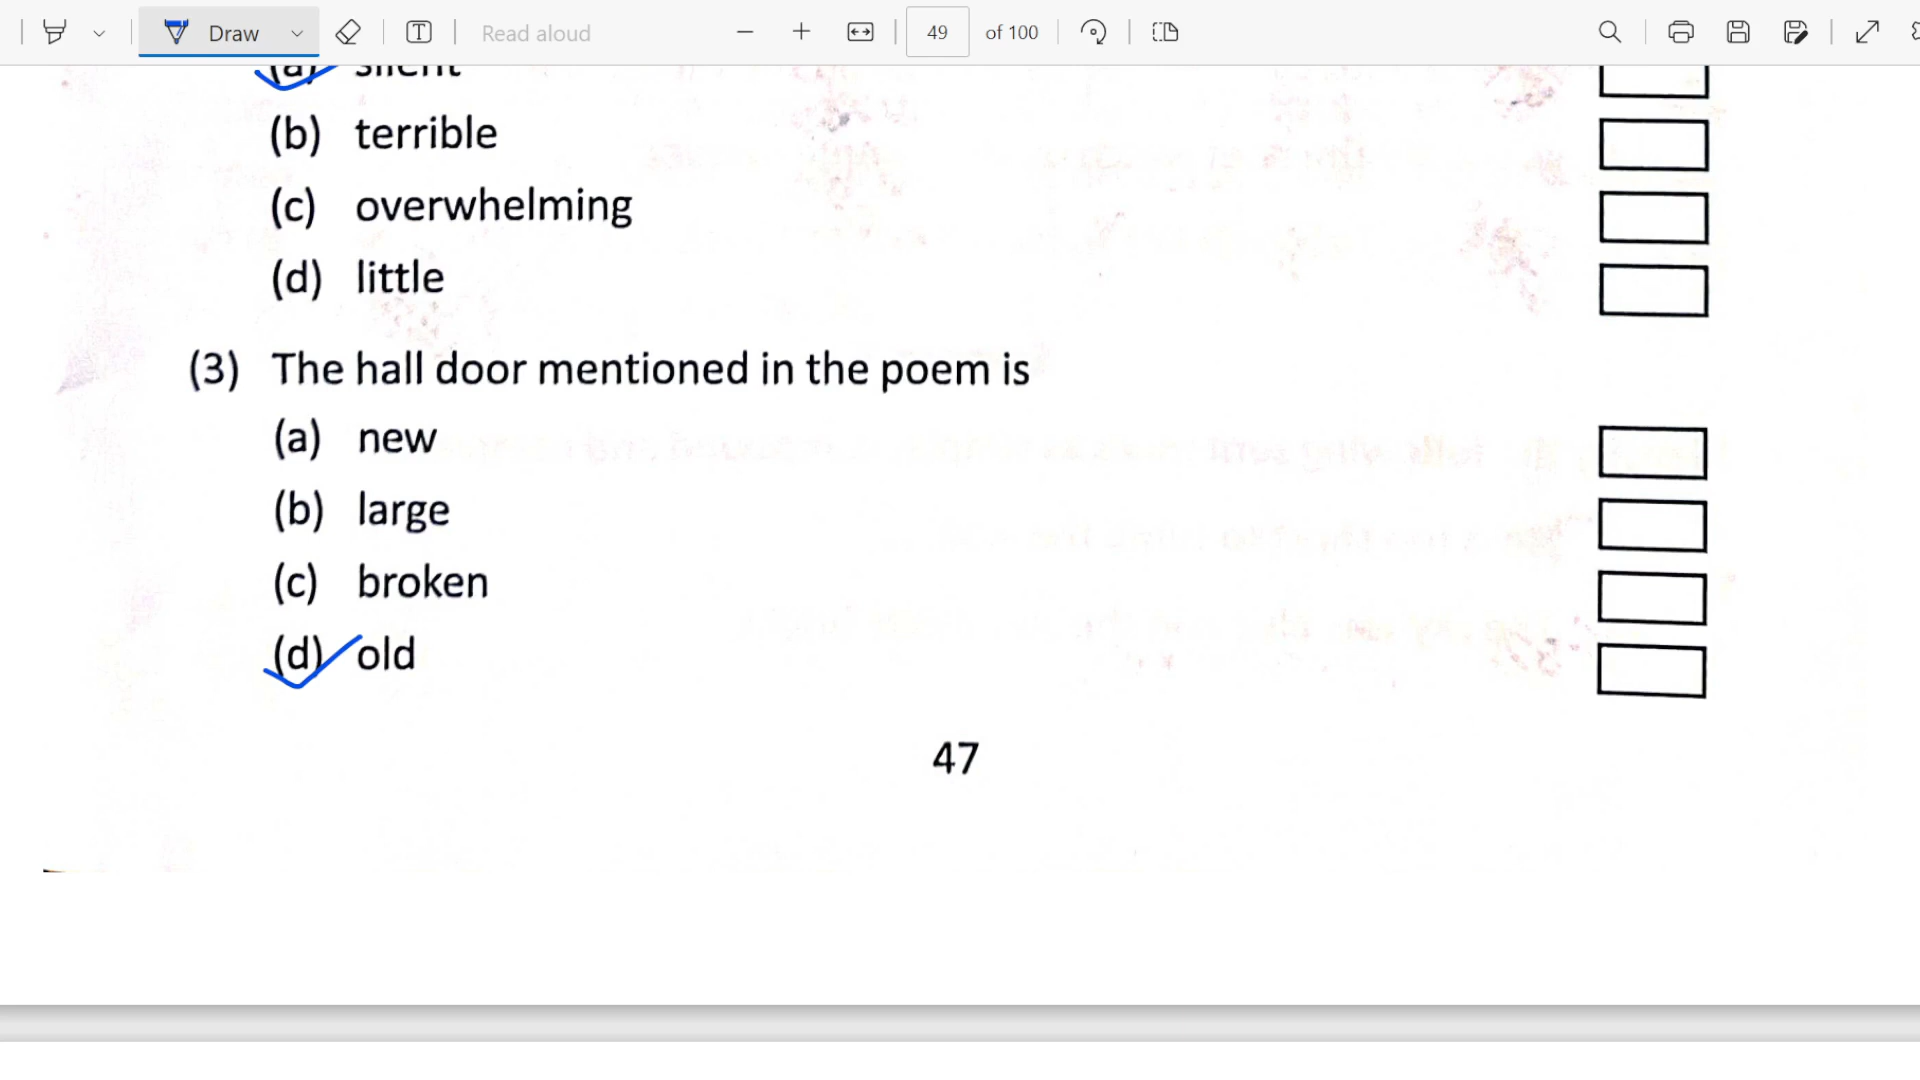 Draw
Read aloud
49 of 100
(a) silent
(b) terrible
(c) overwhelming
(d) little
(3) The hall door mentioned in the poem is
(a) new
(b) large
(c) broken
(d) old
47